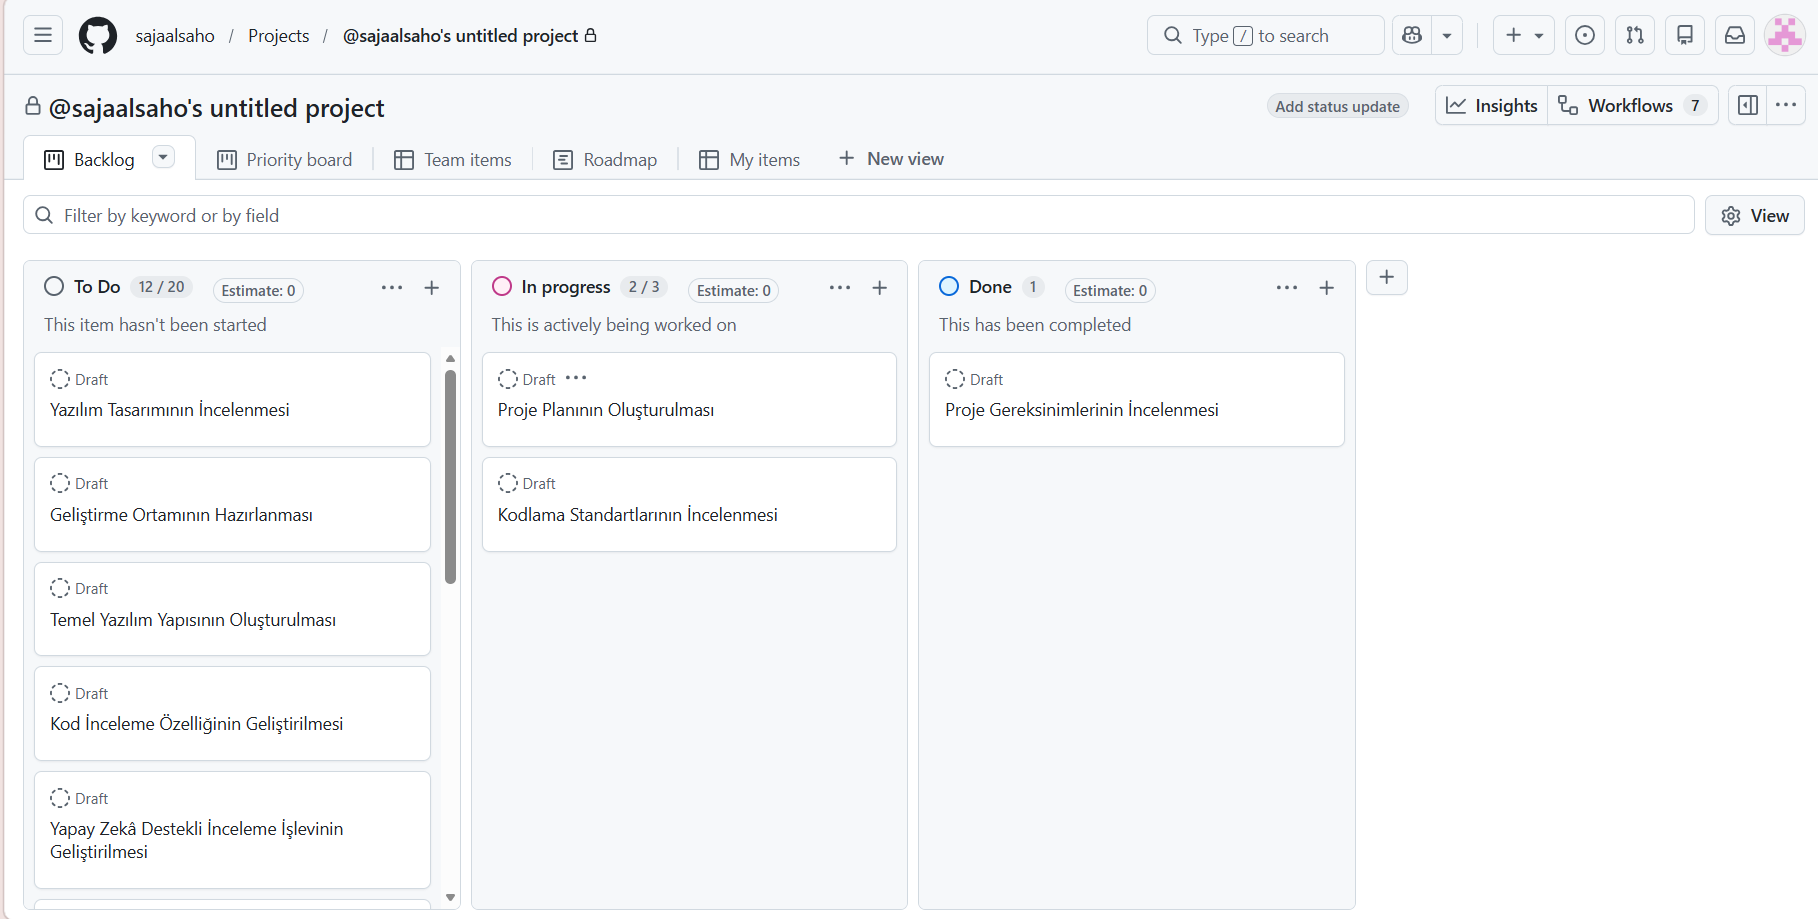 sajaalsaho / Projects / @sajaalsaho's untitled project
Type / to search
@sajaalsaho's untitled project
Add status update
Insights
Workflows 7
Backlog
Priority board
Team items
Roadmap
My items
New view
Filter by keyword or by field
View
To Do 12 / 20 Estimate: 0
This item hasn't been started
Draft
Yazılım Tasarımının İncelenmesi
Draft
Geliştirme Ortamının Hazırlanması
Draft
Temel Yazılım Yapısının Oluşturulması
Draft
Kod İnceleme Özelliğinin Geliştirilmesi
Draft
Yapay Zekâ Destekli İnceleme İşlevinin
Geliştirilmesi
In progress 2 / 3 Estimate: 0
This is actively being worked on
Draft
Proje Planının Oluşturulması
Draft
Kodlama Standartlarının İncelenmesi
Done 1 Estimate: 0
This has been completed
Draft
Proje Gereksinimlerinin İncelenmesi